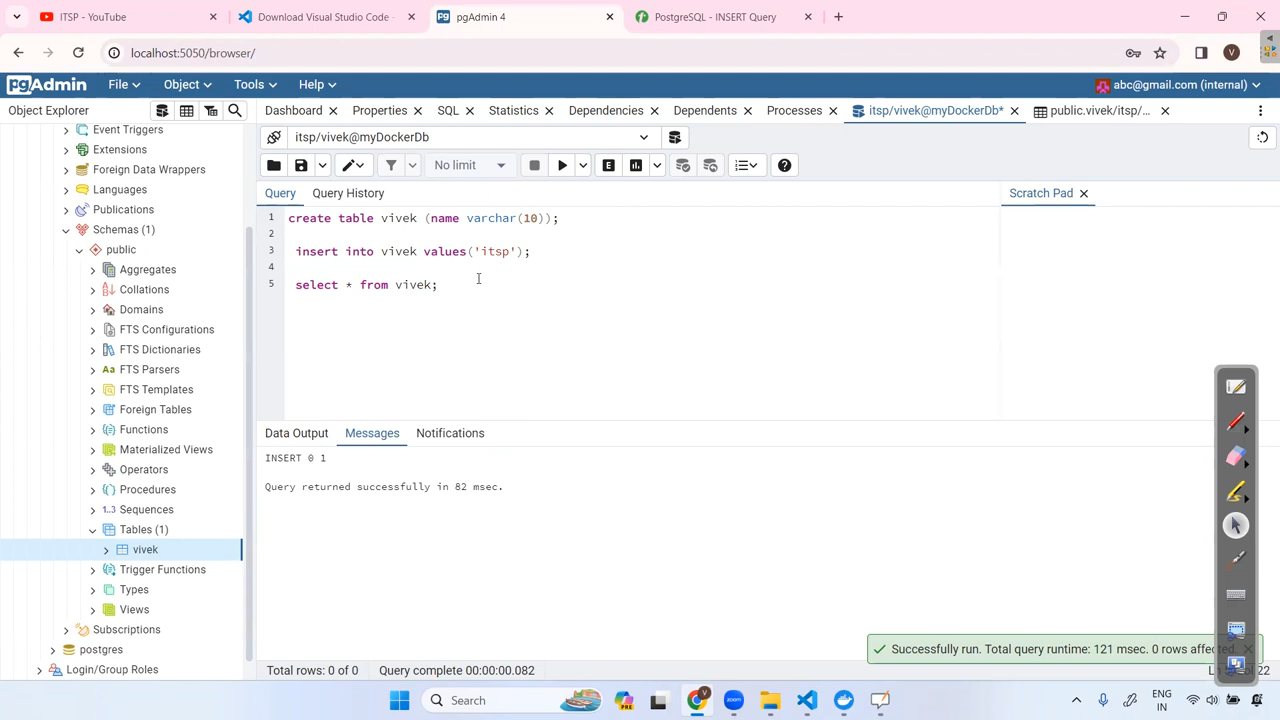 ITSP - YouTube
Download Visual Studio Code -
pgAdmin 4
PostgreSQL - INSERT Query
localhost:5050/browser/
V
pgAdmin
File
Object
Tools
Help
abc@gmail.com (internal)
Object Explorer
Dashboard
Properties
SQL
Statistics
Dependencies
Dependents
Processes
itsp/vivek@myDockerDb*
public.vivek/itsp/...
itsp/vivek@myDockerDb
No limit
E
Query
Query History
Scratch Pad
1 create table vivek (name varchar(10));
2
3 insert into vivek values('itsp');
4
5 select * from vivek;
Event Triggers
Extensions
Foreign Data Wrappers
Languages
Publications
Schemas (1)
public
Aggregates
Collations
Domains
FTS Configurations
FTS Dictionaries
Aa FTS Parsers
FTS Templates
Foreign Tables
Functions
Materialized Views
Operators
Procedures
1..3 Sequences
Tables (1)
vivek
Trigger Functions
Types
Views
Subscriptions
postgres
Login/Group Roles
Data Output
Messages
Notifications
INSERT 0 1
Query returned successfully in 82 msec.
Successfully run. Total query runtime: 121 msec. 0 rows affected.
Total rows: 0 of 0
Query complete 00:00:00.082
Search
PRE
ENG
IN